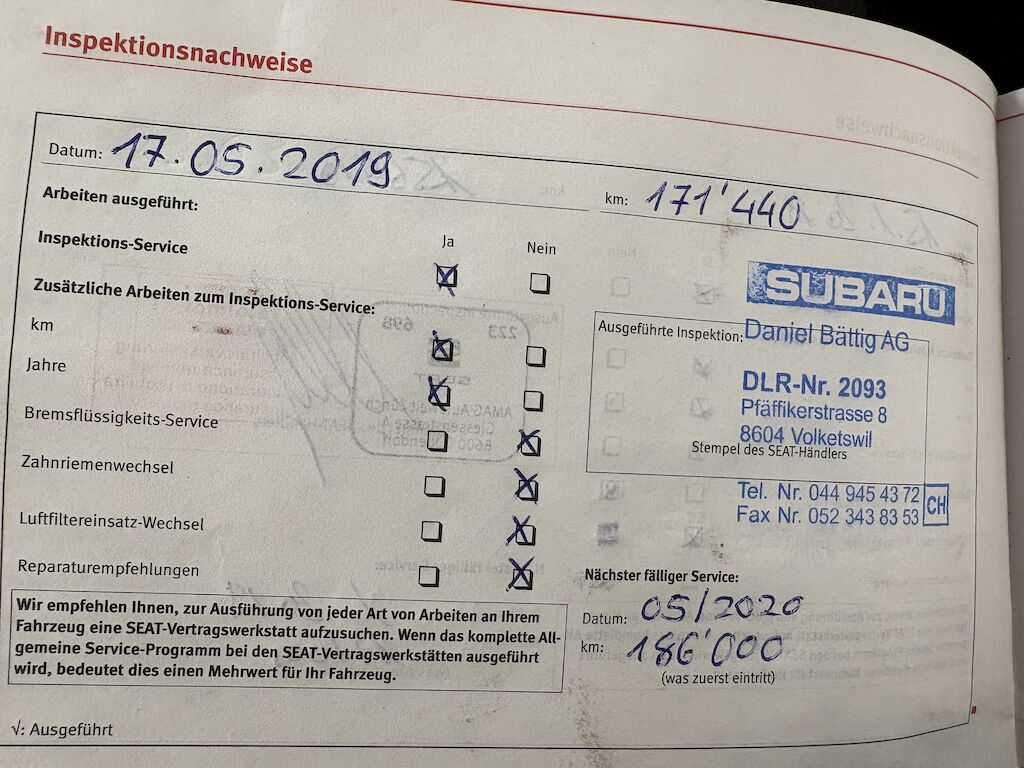 Inspektionsnachweise
Datum: 17.05.2019
km: 171'440
Arbeiten ausgeführt:
Ja Nein
Inspektions-Service
Zusätzliche Arbeiten zum Inspektions-Service:
km
Jahre
Bremsflüssigkeits-Service
Zahnriemenwechsel
Luftfiltereinsatz-Wechsel
Reparaturempfehlungen
Wir empfehlen Ihnen, zur Ausführung von jeder Art von Arbeiten an Ihrem
Fahrzeug eine SEAT-Vertragswerkstatt aufzusuchen. Wenn das komplette All-
gemeine Service-Programm bei den SEAT-Vertragswerkstätten ausgeführt
wird, bedeutet dies einen Mehrwert für Ihr Fahrzeug.
√: Ausgeführt
SUBARU
Ausgeführte Inspektion: Daniel Bättig AG
DLR-Nr. 2093
Pfäffikerstrasse 8
8604 Volketswil
Stempel des SEAT-Händlers
Tel. Nr. 044 945 43 72
Fax Nr. 052 343 83 53
CH
Nächster fälliger Service:
Datum: 05/2020
km: 186'000
(was zuerst eintritt)